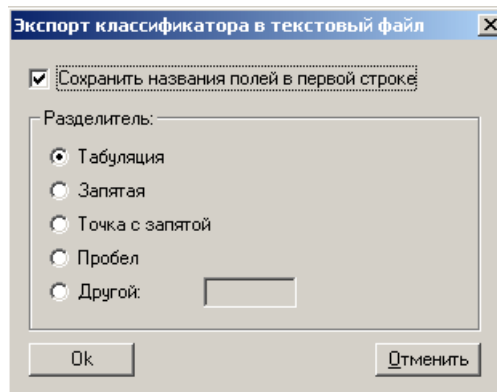 Экспорт классификатора в текстовый файл
Сохранить названия полей в первой строке
Разделитель:
Табуляция
Запятая
Точка с запятой
Пробел
Другой:
Ok
Отменить